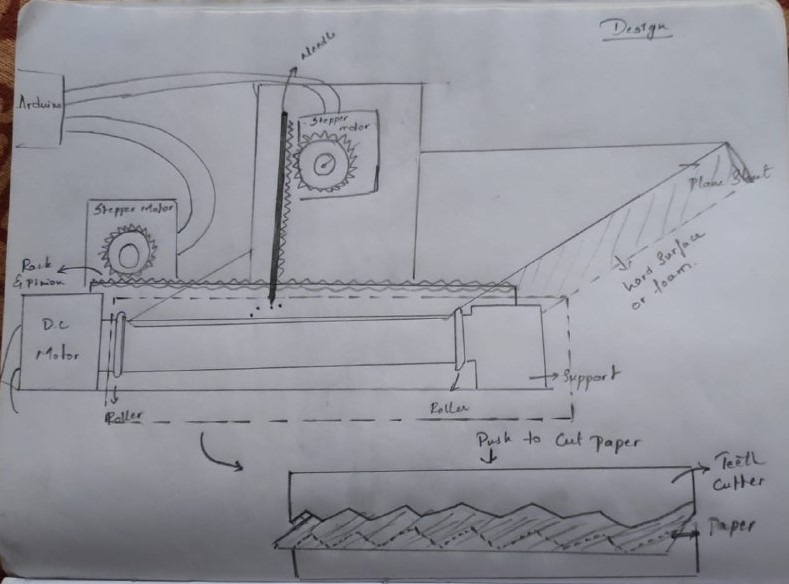 Design
Needle
Arduino
Stepper
motor
Plane Sheet
Stepper Motor
Rack
& pinion
hard surface
or foam.
D.C
Motor
Support
Roller
Roller
Push to Cut Paper
Teeth
Cutter
Paper